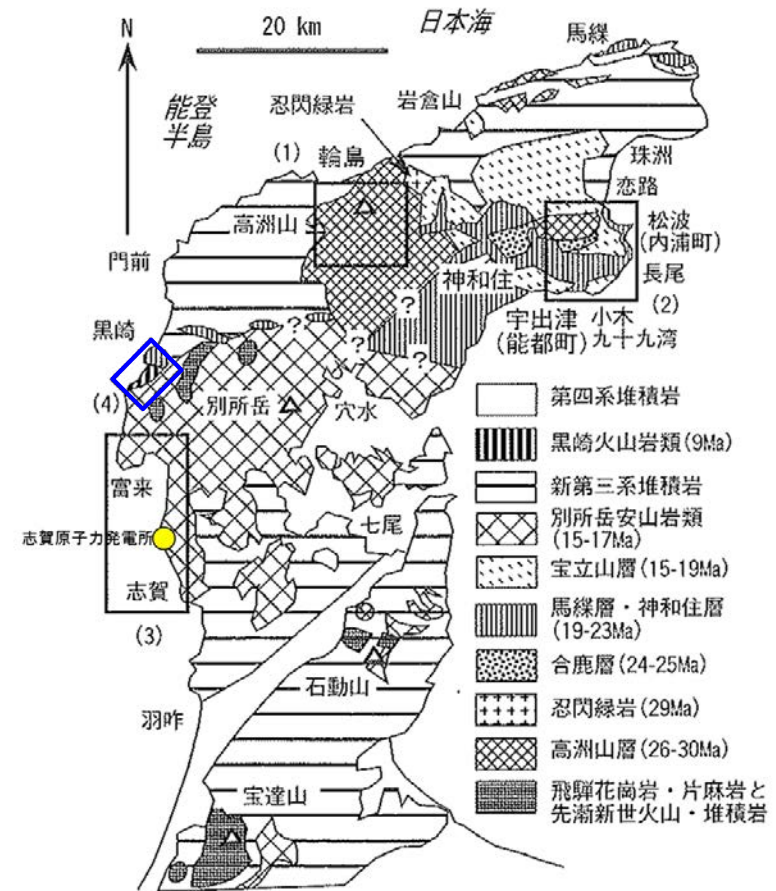 N
20 km
日本海
能登
半島
忍閃緑岩
岩倉山
馬緤
(1)
輪島
珠洲
恋路
高洲山
松波
(内浦町)
門前
神和住
長尾
(2)
?
黒崎
?
宇出津
(能都町)
小木
九十九湾
?
?
(4)
別所岳
穴水
富来
七尾
志賀原子力発電所
志賀
(3)
石動山
羽咋
宝達山
第四系堆積岩
黒崎火山岩類(9Ma)
新第三系堆積岩
別所岳安山岩類
(15-17Ma)
宝立山層(15-19Ma)
馬緤層・神和住層
(19-23Ma)
合鹿層(24-25Ma)
忍閃緑岩(29Ma)
高洲山層(26-30Ma)
飛騨花崗岩・片麻岩と
先漸新世火山・堆積岩